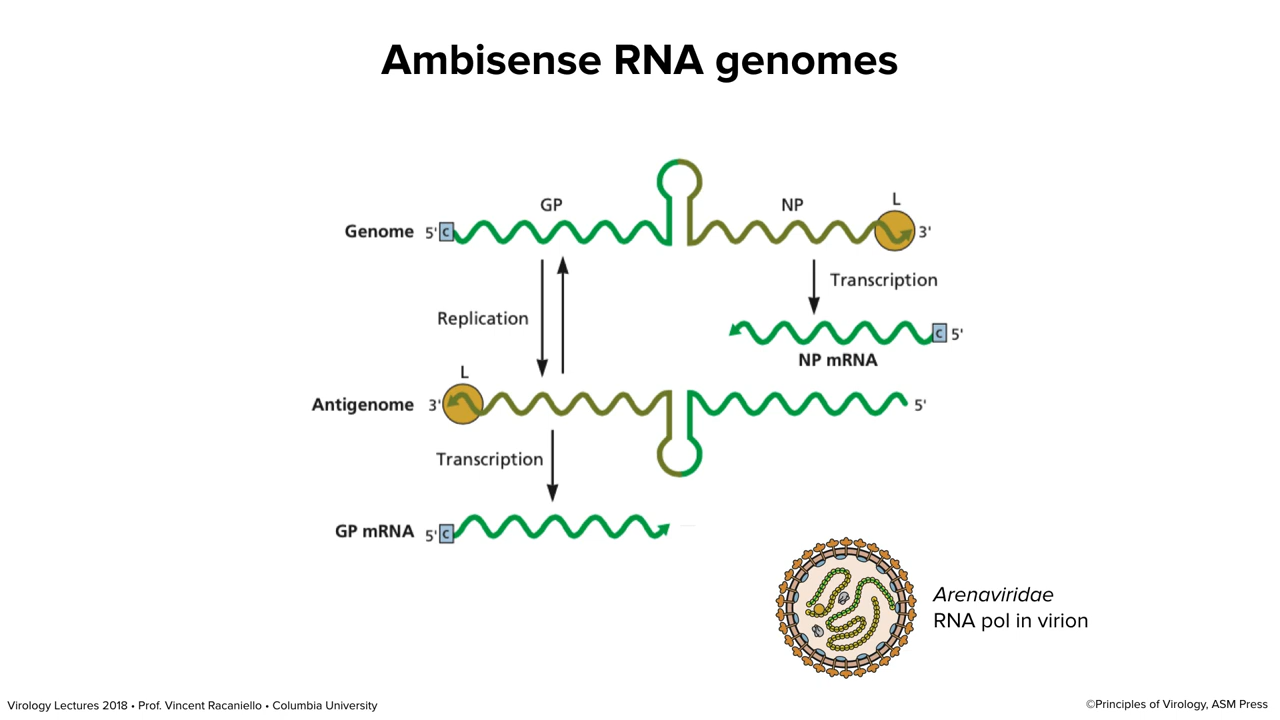 Ambisense RNA genomes
GP
NP
L
Genome 5' C
3'
Transcription
Replication
C 5'
NP mRNA
L
Antigenome 3'
5'
Transcription
GP mRNA 5' C
Arenaviridae
RNA pol in virion
Virology Lectures 2018 • Prof. Vincent Racaniello • Columbia University
©Principles of Virology, ASM Press